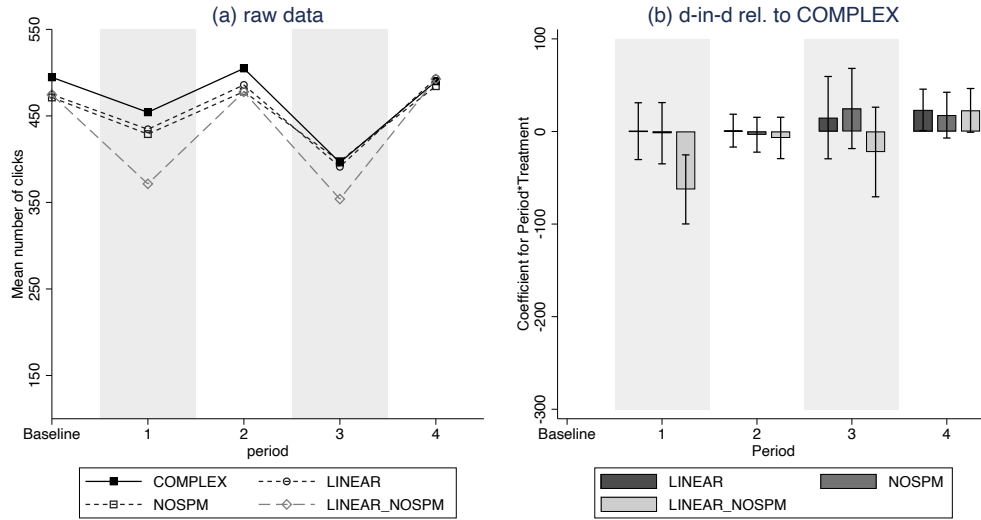 (a) raw data
Mean number of clicks
550
450
350
250
150
Baseline 1 2 3 4
period
COMPLEX LINEAR
NOSPM LINEAR_NOSPM
(b) d-in-d rel. to COMPLEX
Coefficient for Period*Treatment
100
0
-100
-200
-300
Baseline 1 2 3 4
Period
LINEAR NOSPM
LINEAR_NOSPM